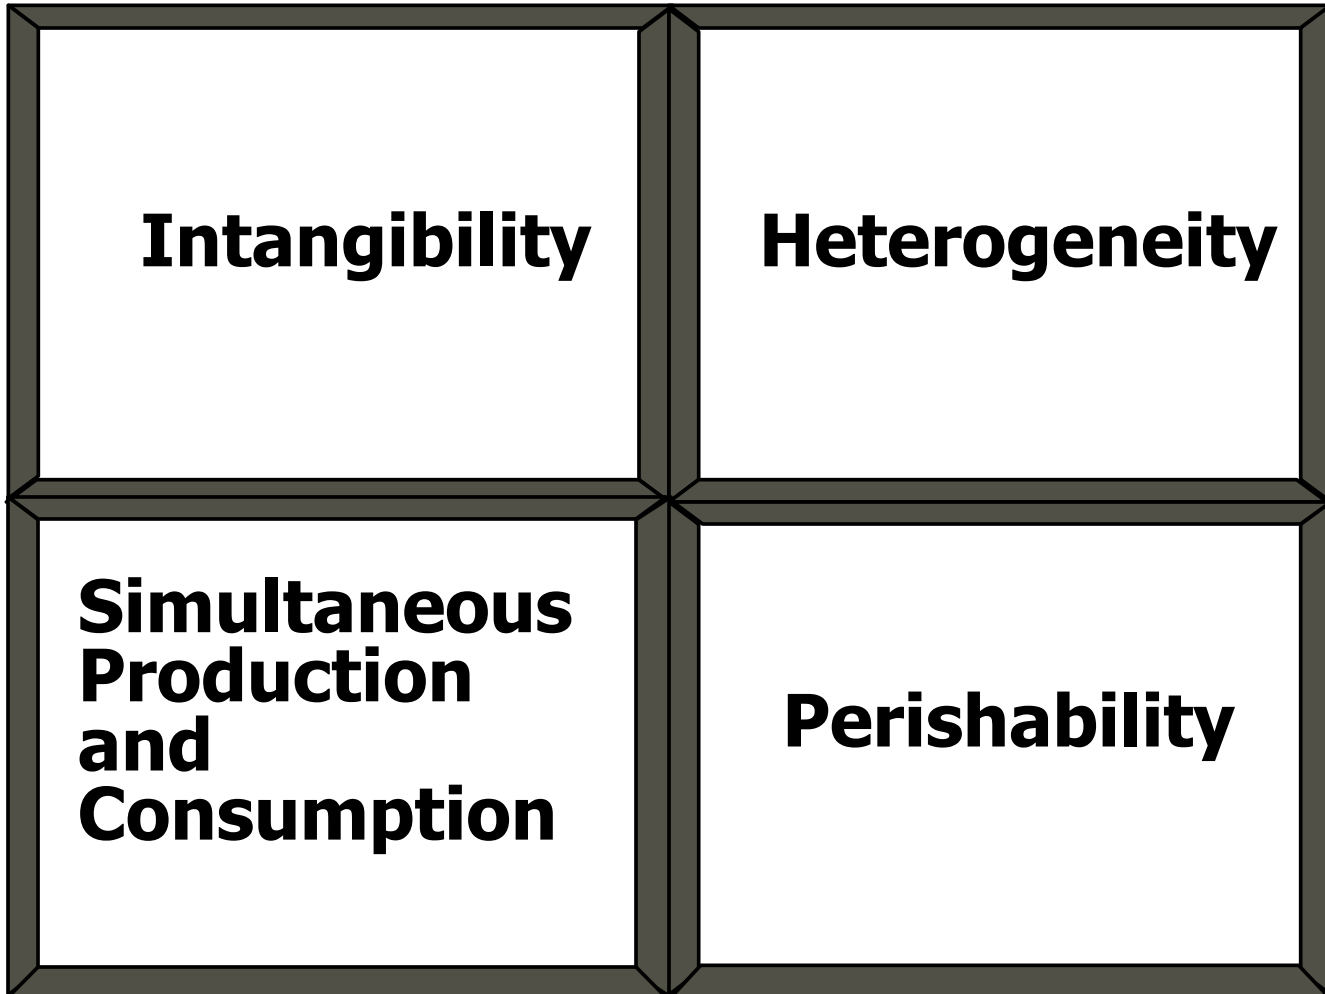 Intangibility
Heterogeneity
Simultaneous
Production
and
Consumption
Perishability